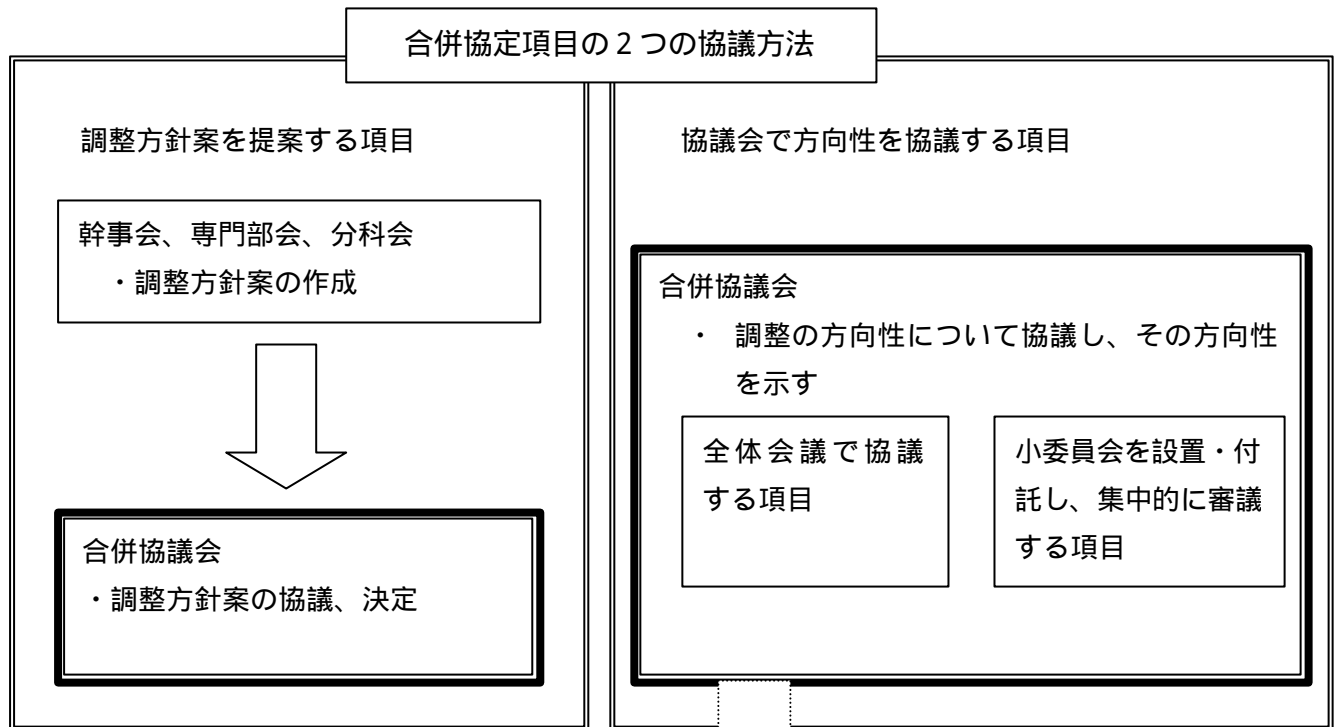 合併協定項目の2つの協議方法
調整方針案を提案する項目
幹事会、専門部会、分科会
・調整方針案の作成
合併協議会
・調整方針案の協議、決定
協議会で方向性を協議する項目
合併協議会
・ 調整の方向性について協議し、その方向性
を示す
全体会議で協議
する項目
小委員会を設置・付
託し、集中的に審議
する項目